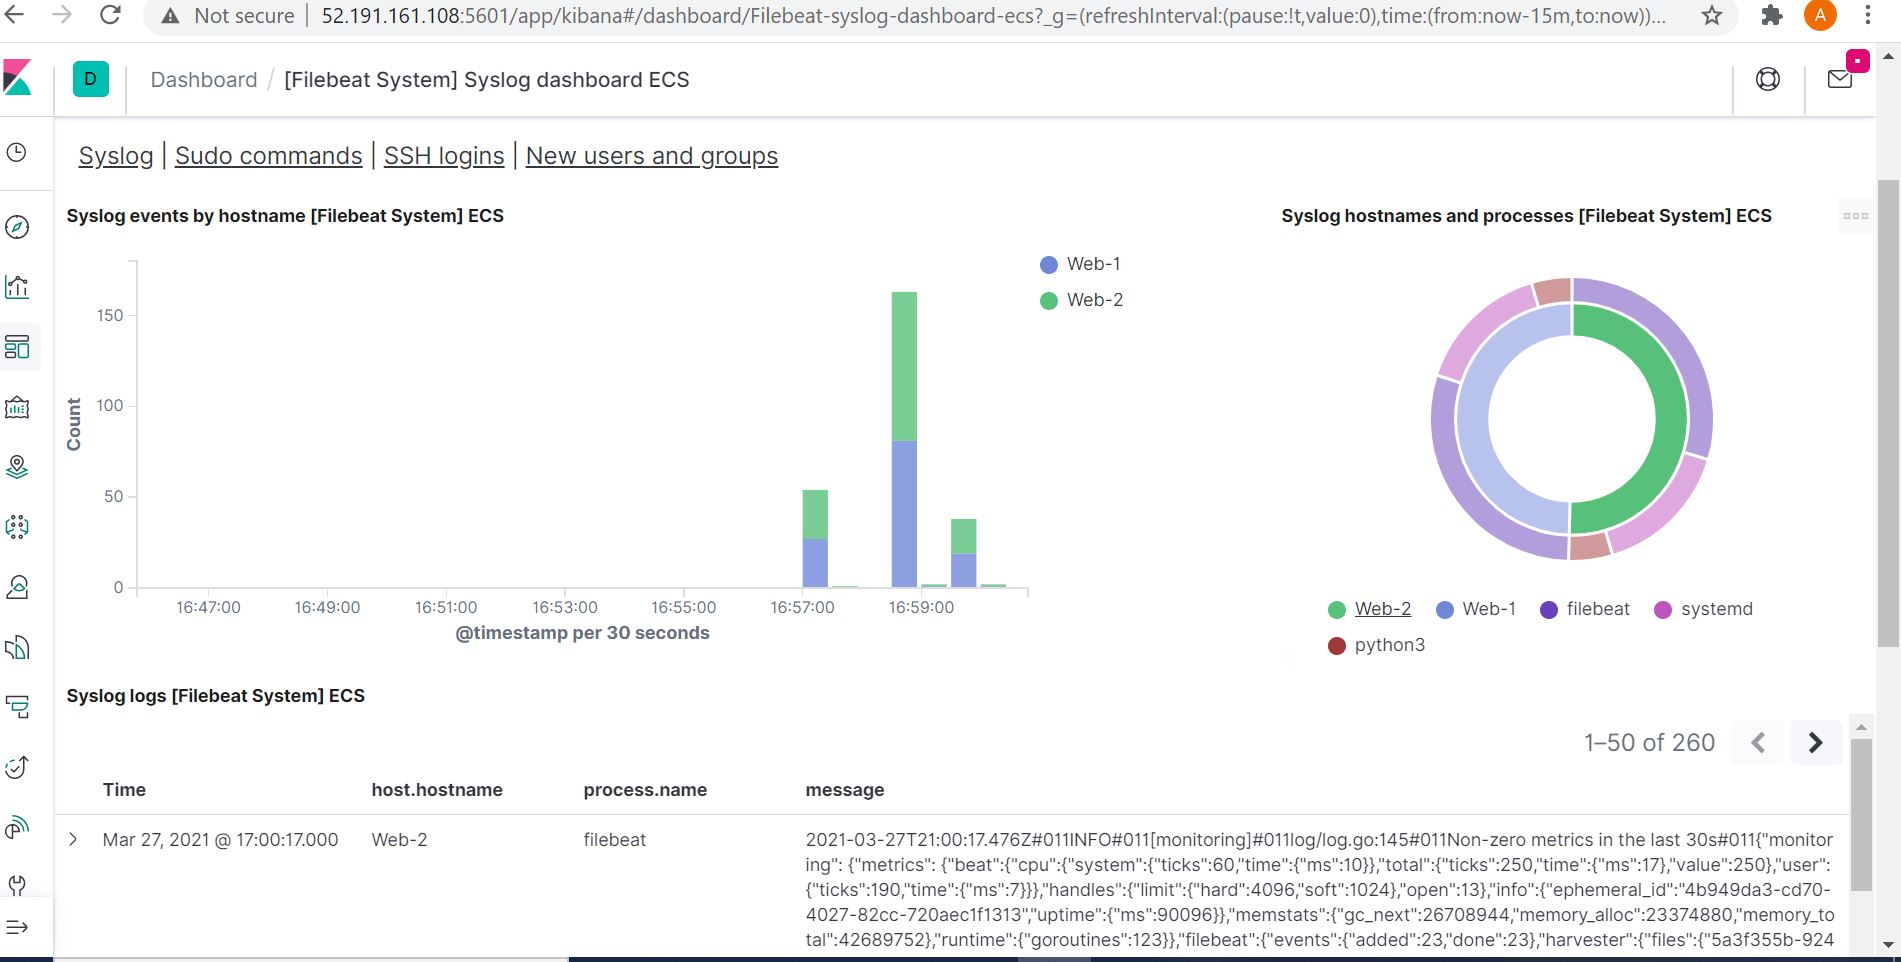 Not secure | 52.191.161.108:5601/app/kibana#/dashboard/Filebeat-syslog-dashboard-ecs?_g=(refreshInterval:(pause:!t,value:0),time:(from:now-15m,to:now))...
A
D
Dashboard / [Filebeat System] Syslog dashboard ECS
Syslog | Sudo commands | SSH logins | New users and groups
Syslog events by hostname [Filebeat System] ECS
Syslog hostnames and processes [Filebeat System] ECS
Web-1
Web-2
150
100
50
0
Count
16:47:00 16:49:00 16:51:00 16:53:00 16:55:00 16:57:00 16:59:00
@timestamp per 30 seconds
Web-2 Web-1 filebeat systemd
python3
Syslog logs [Filebeat System] ECS
1–50 of 260
Time host.hostname process.name message
Mar 27, 2021 @ 17:00:17.000 Web-2 filebeat 2021-03-27T21:00:17.476Z#011INFO#011[monitoring]#011log/log.go:145#011Non-zero metrics in the last 30s#011{"monitor
ing": {"metrics": {"beat":{"cpu":{"system":{"ticks":60,"time":{"ms":10}},"total":{"ticks":250,"time":{"ms":17},"value":250},"user":
{"ticks":190,"time":{"ms":7}}},"handles":{"limit":{"hard":4096,"soft":1024},"open":13},"info":{"ephemeral_id":"4b949da3-cd70-
4027-82cc-720aec1f1313","uptime":{"ms":90096}},"memstats":{"gc_next":26708944,"memory_alloc":23374880,"memory_to
tal":42689752},"runtime":{"goroutines":123}},"filebeat":{"events":{"added":23,"done":23},"harvester":{"files":{"5a3f355b-924